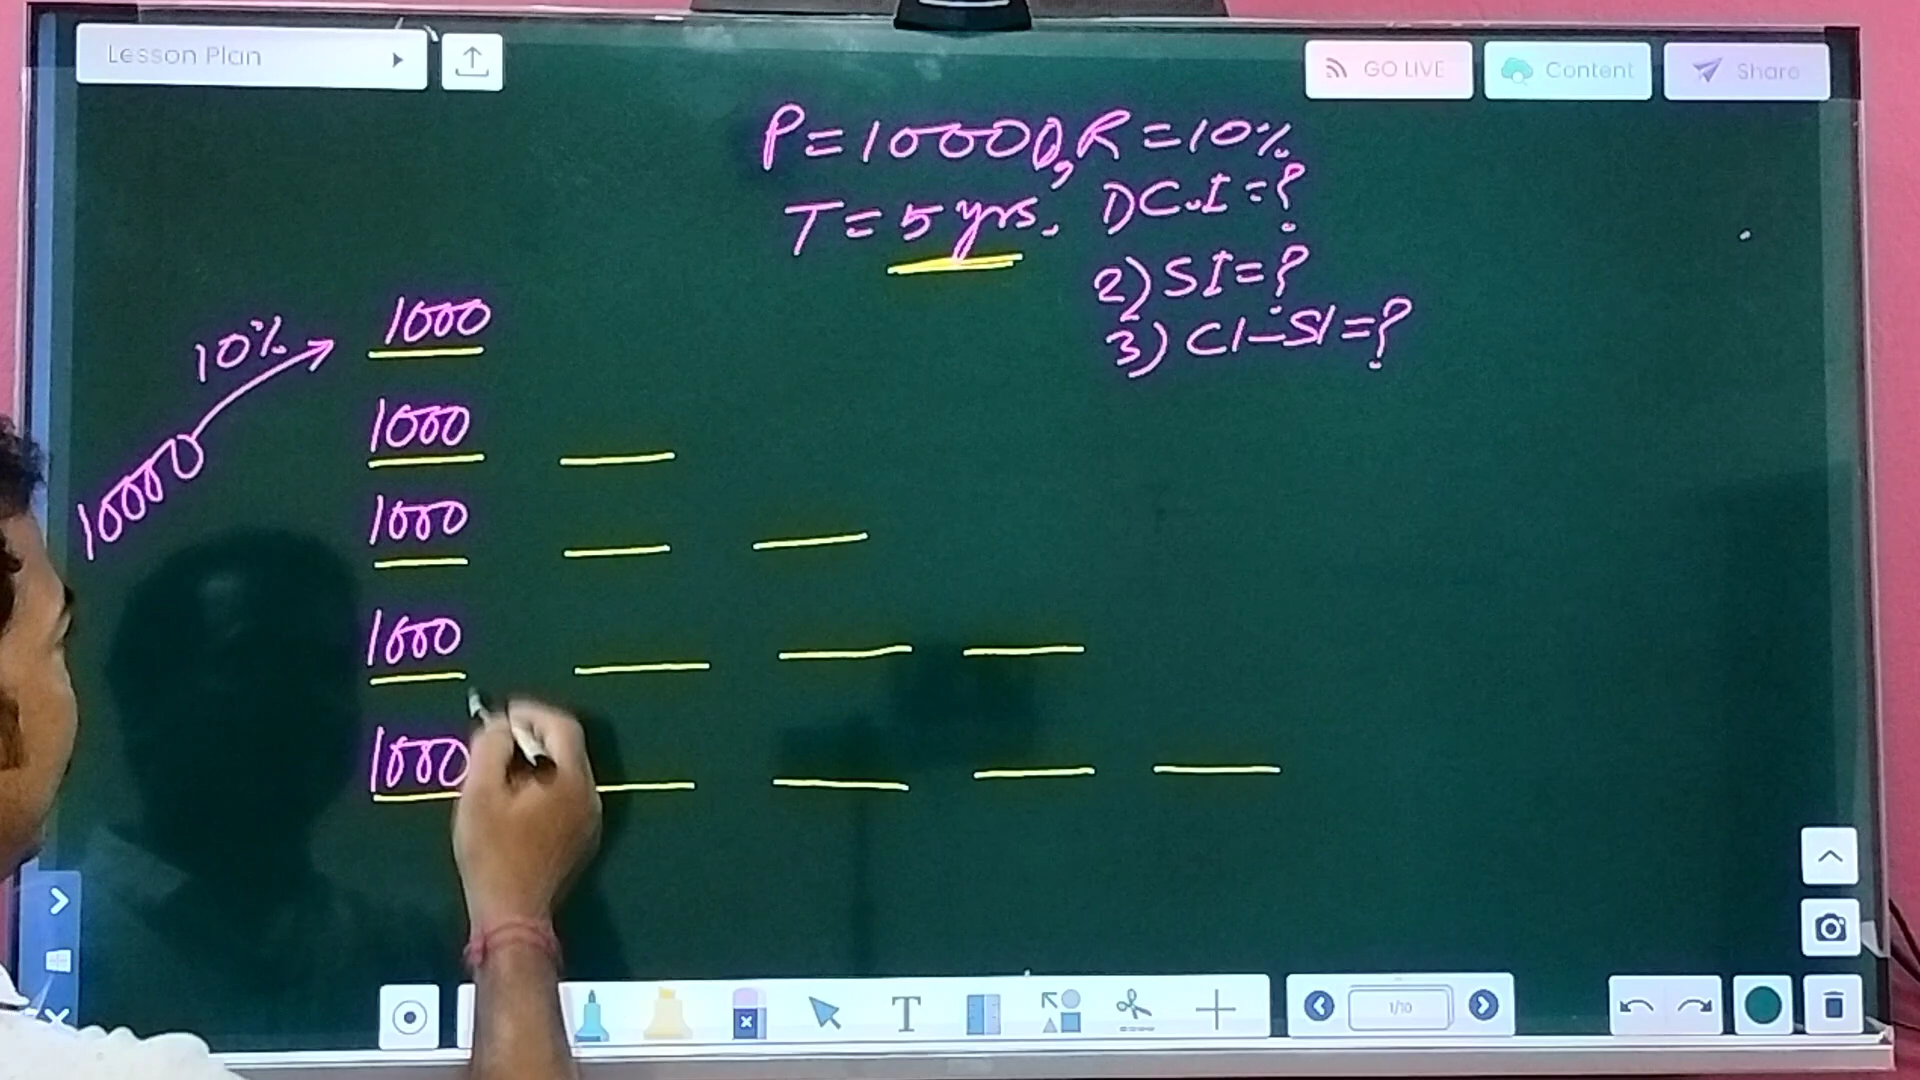 Lesson Plan
GO LIVE
Content
Share
P=10000, R=10%
T=5 yrs. 1) C.I=?
2) SI=?
3) CI-SI=?
10% 1000
10000
1000
1000
1000
1000
T
1/10